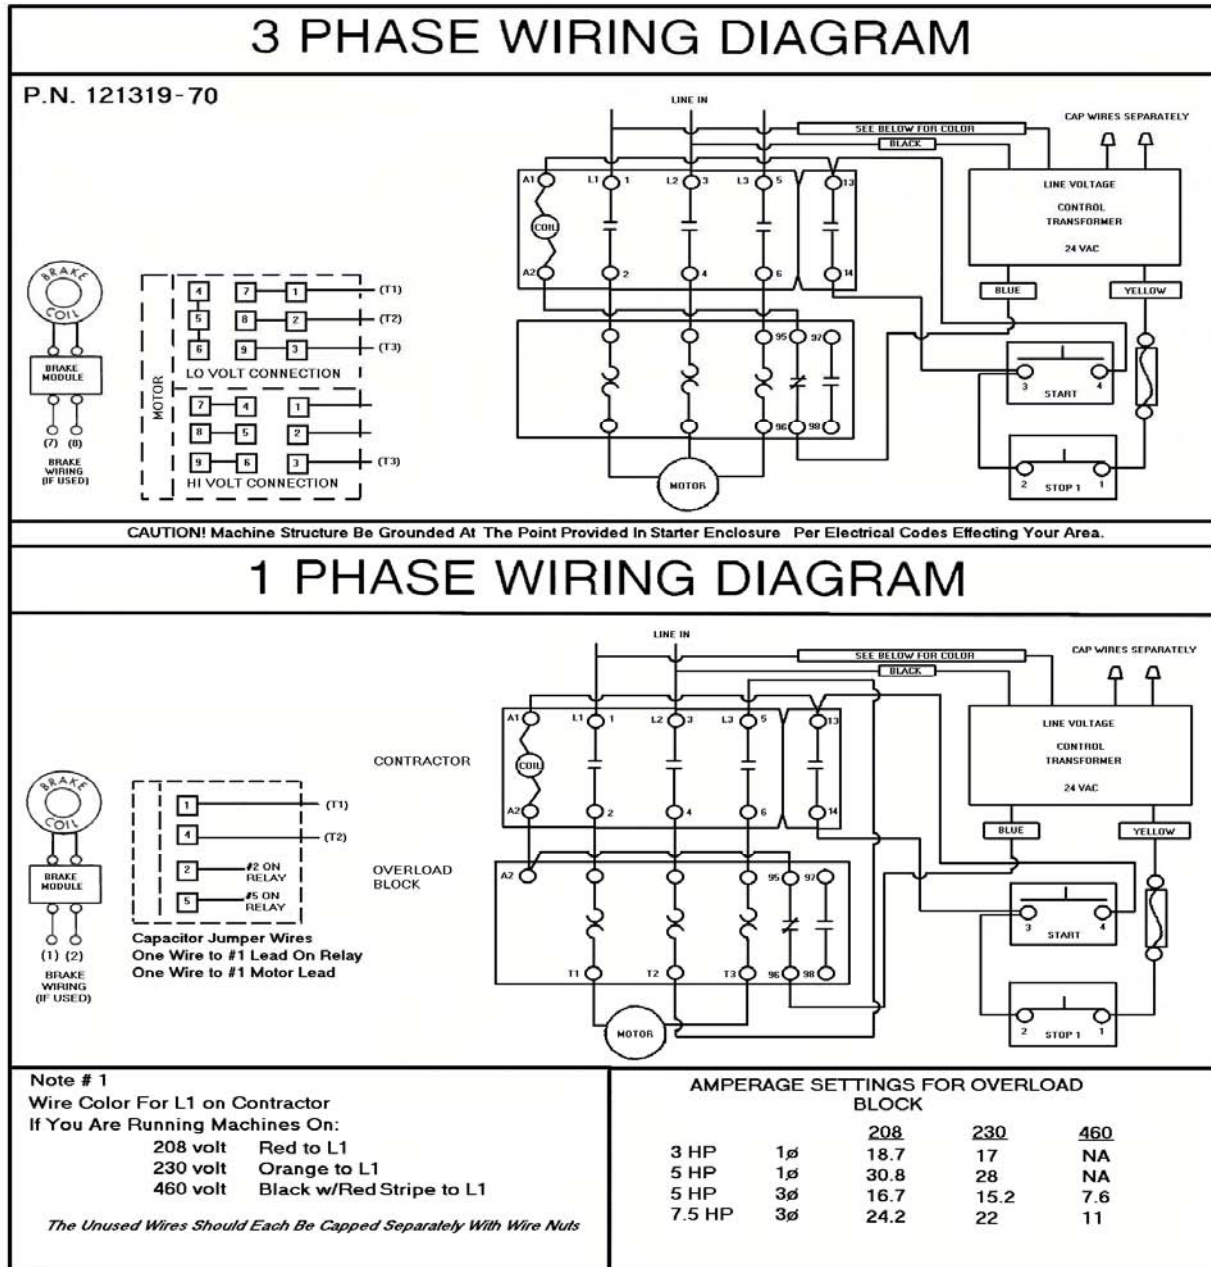 3 PHASE WIRING DIAGRAM
P.N. 121319-70
LINE IN
CAP WIRES SEPARATELY
SEE BELOW FOR COLOR
BLACK
A1
L1
1
L2
3
L3
5
13
LINE VOLTAGE
CONTROL
TRANSFORMER
24 VAC
COIL
A2
2
4
6
14
BLUE
YELLOW
BRAKE
COIL
BRAKE
MODULE
(7) (8)
BRAKE
WIRING
(IF USED)
MOTOR
4 7 1 (T1)
5 8 2 (T2)
6 9 3 (T3)
LO VOLT CONNECTION
7 4 1
8 5 2
9 6 3 (T3)
HI VOLT CONNECTION
95 97
96 98
MOTOR
3 4
START
2 1
STOP 1
CAUTION! Machine Structure Be Grounded At The Point Provided In Starter Enclosure Per Electrical Codes Effecting Your Area.
1 PHASE WIRING DIAGRAM
LINE IN
CAP WIRES SEPARATELY
SEE BELOW FOR COLOR
BLACK
A1
L1
1
L2
3
L3
5
13
LINE VOLTAGE
CONTROL
TRANSFORMER
24 VAC
CONTRACTOR
COIL
A2
2
4
6
14
BLUE
YELLOW
BRAKE
COIL
BRAKE
MODULE
(1) (2)
BRAKE
WIRING
(IF USED)
1 (T1)
4 (T2)
2 #2 ON
RELAY
5 #5 ON
RELAY
Capacitor Jumper Wires
One Wire to #1 Lead On Relay
One Wire to #1 Motor Lead
OVERLOAD
BLOCK
A2
95 97
T1
T2
T3
96 98
MOTOR
3 4
START
2 1
STOP 1
Note # 1
Wire Color For L1 on Contractor
If You Are Running Machines On:
208 volt Red to L1
230 volt Orange to L1
460 volt Black w/Red Stripe to L1
The Unused Wires Should Each Be Capped Separately With Wire Nuts
AMPERAGE SETTINGS FOR OVERLOAD
BLOCK
208 230 460
3 HP 1ø 18.7 17 NA
5 HP 1ø 30.8 28 NA
5 HP 3ø 16.7 15.2 7.6
7.5 HP 3ø 24.2 22 11